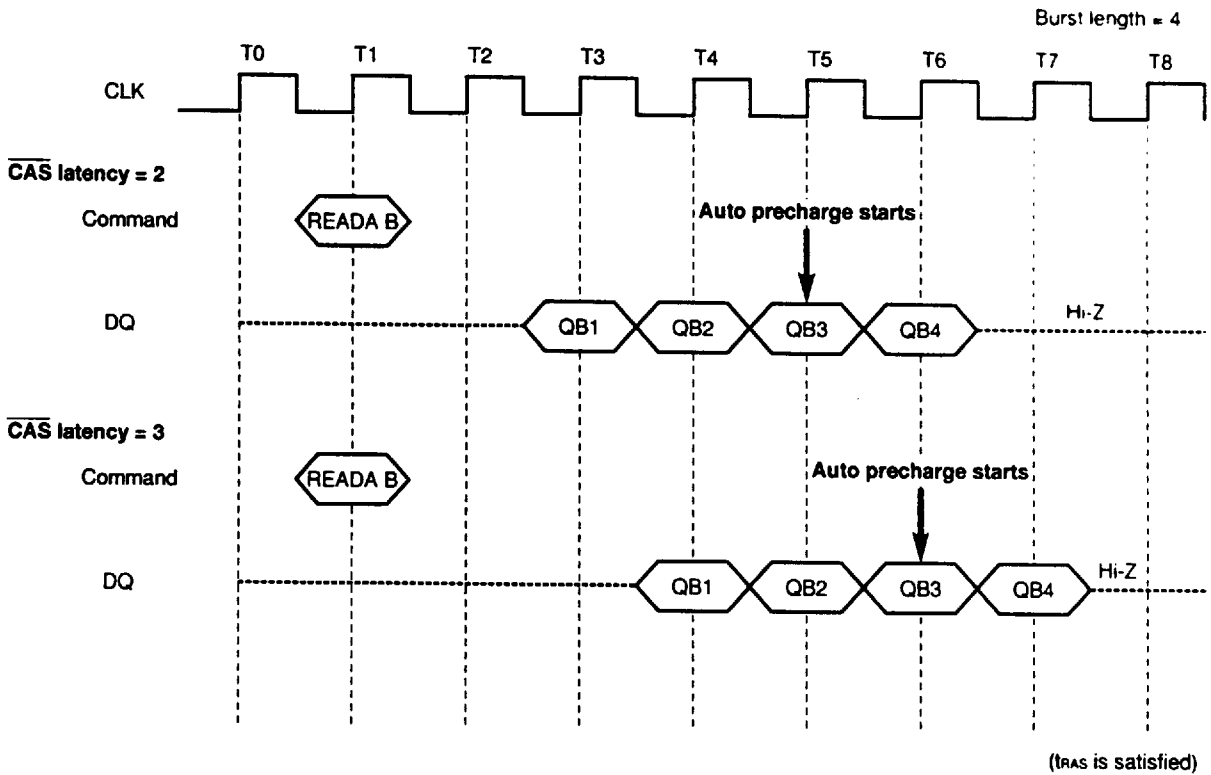 Burst length = 4
T0 T1 T2 T3 T4 T5 T6 T7 T8
CLK
CAS latency = 2
Command READA B
Auto precharge starts
DQ QB1 QB2 QB3 QB4 Hi-Z
CAS latency = 3
Command READA B
Auto precharge starts
DQ QB1 QB2 QB3 QB4 Hi-Z
(tRAS is satisfied)